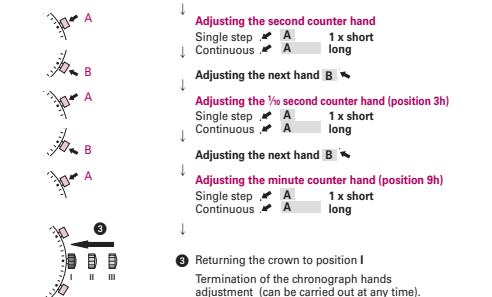 A
↓
Adjusting the second counter hand
Single step A 1 x short
Continuous A long
B
↓
Adjusting the next hand B
A
↓
Adjusting the 1/10 second counter hand (position 3h)
Single step A 1 x short
Continuous A long
B
↓
Adjusting the next hand B
A
↓
Adjusting the minute counter hand (position 9h)
Single step A 1 x short
Continuous A long
↓
3
I II III
3 Returning the crown to position I
Termination of the chronograph hands
adjustment (can be carried out at any time).